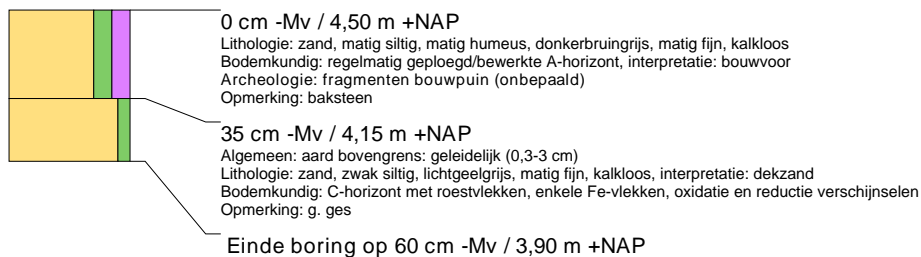 0 cm -Mv / 4,50 m +NAP
Lithologie: zand, matig siltig, matig humeus, donkerbruingrijs, matig fijn, kalkloos
Bodemkundig: regelmatig geploegd/bewerkte A-horizont, interpretatie: bouwvoor
Archeologie: fragmenten bouwpuin (onbepaald)
Opmerking: baksteen
35 cm -Mv / 4,15 m +NAP
Algemeen: aard bovengrens: geleidelijk (0,3-3 cm)
Lithologie: zand, zwak siltig, lichtgeelgrijs, matig fijn, kalkloos, interpretatie: dekzand
Bodemkundig: C-horizont met roestvlekken, enkele Fe-vlekken, oxidatie en reductie verschijnselen
Opmerking: g. ges
Einde boring op 60 cm -Mv / 3,90 m +NAP